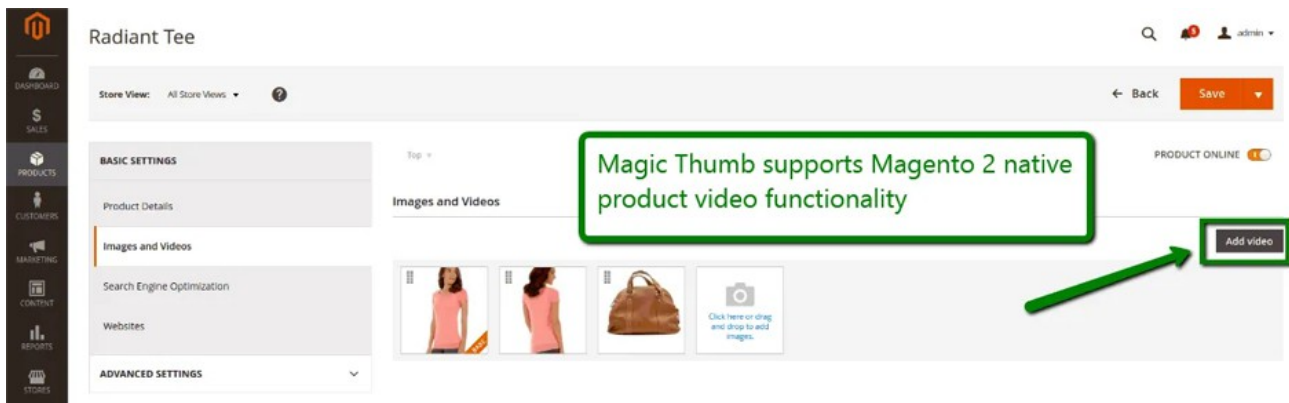 Radiant Tee
admin
DASHBOARD
SALES
PRODUCTS
CUSTOMERS
MARKETING
CONTENT
REPORTS
STORES
Store View: All Store Views
Back
Save
BASIC SETTINGS
Product Details
Images and Videos
Search Engine Optimization
Websites
ADVANCED SETTINGS
Top
Magic Thumb supports Magento 2 native
product video functionality
PRODUCT ONLINE
Images and Videos
Add video
BASE
Click here or drag
and drop to add
images.